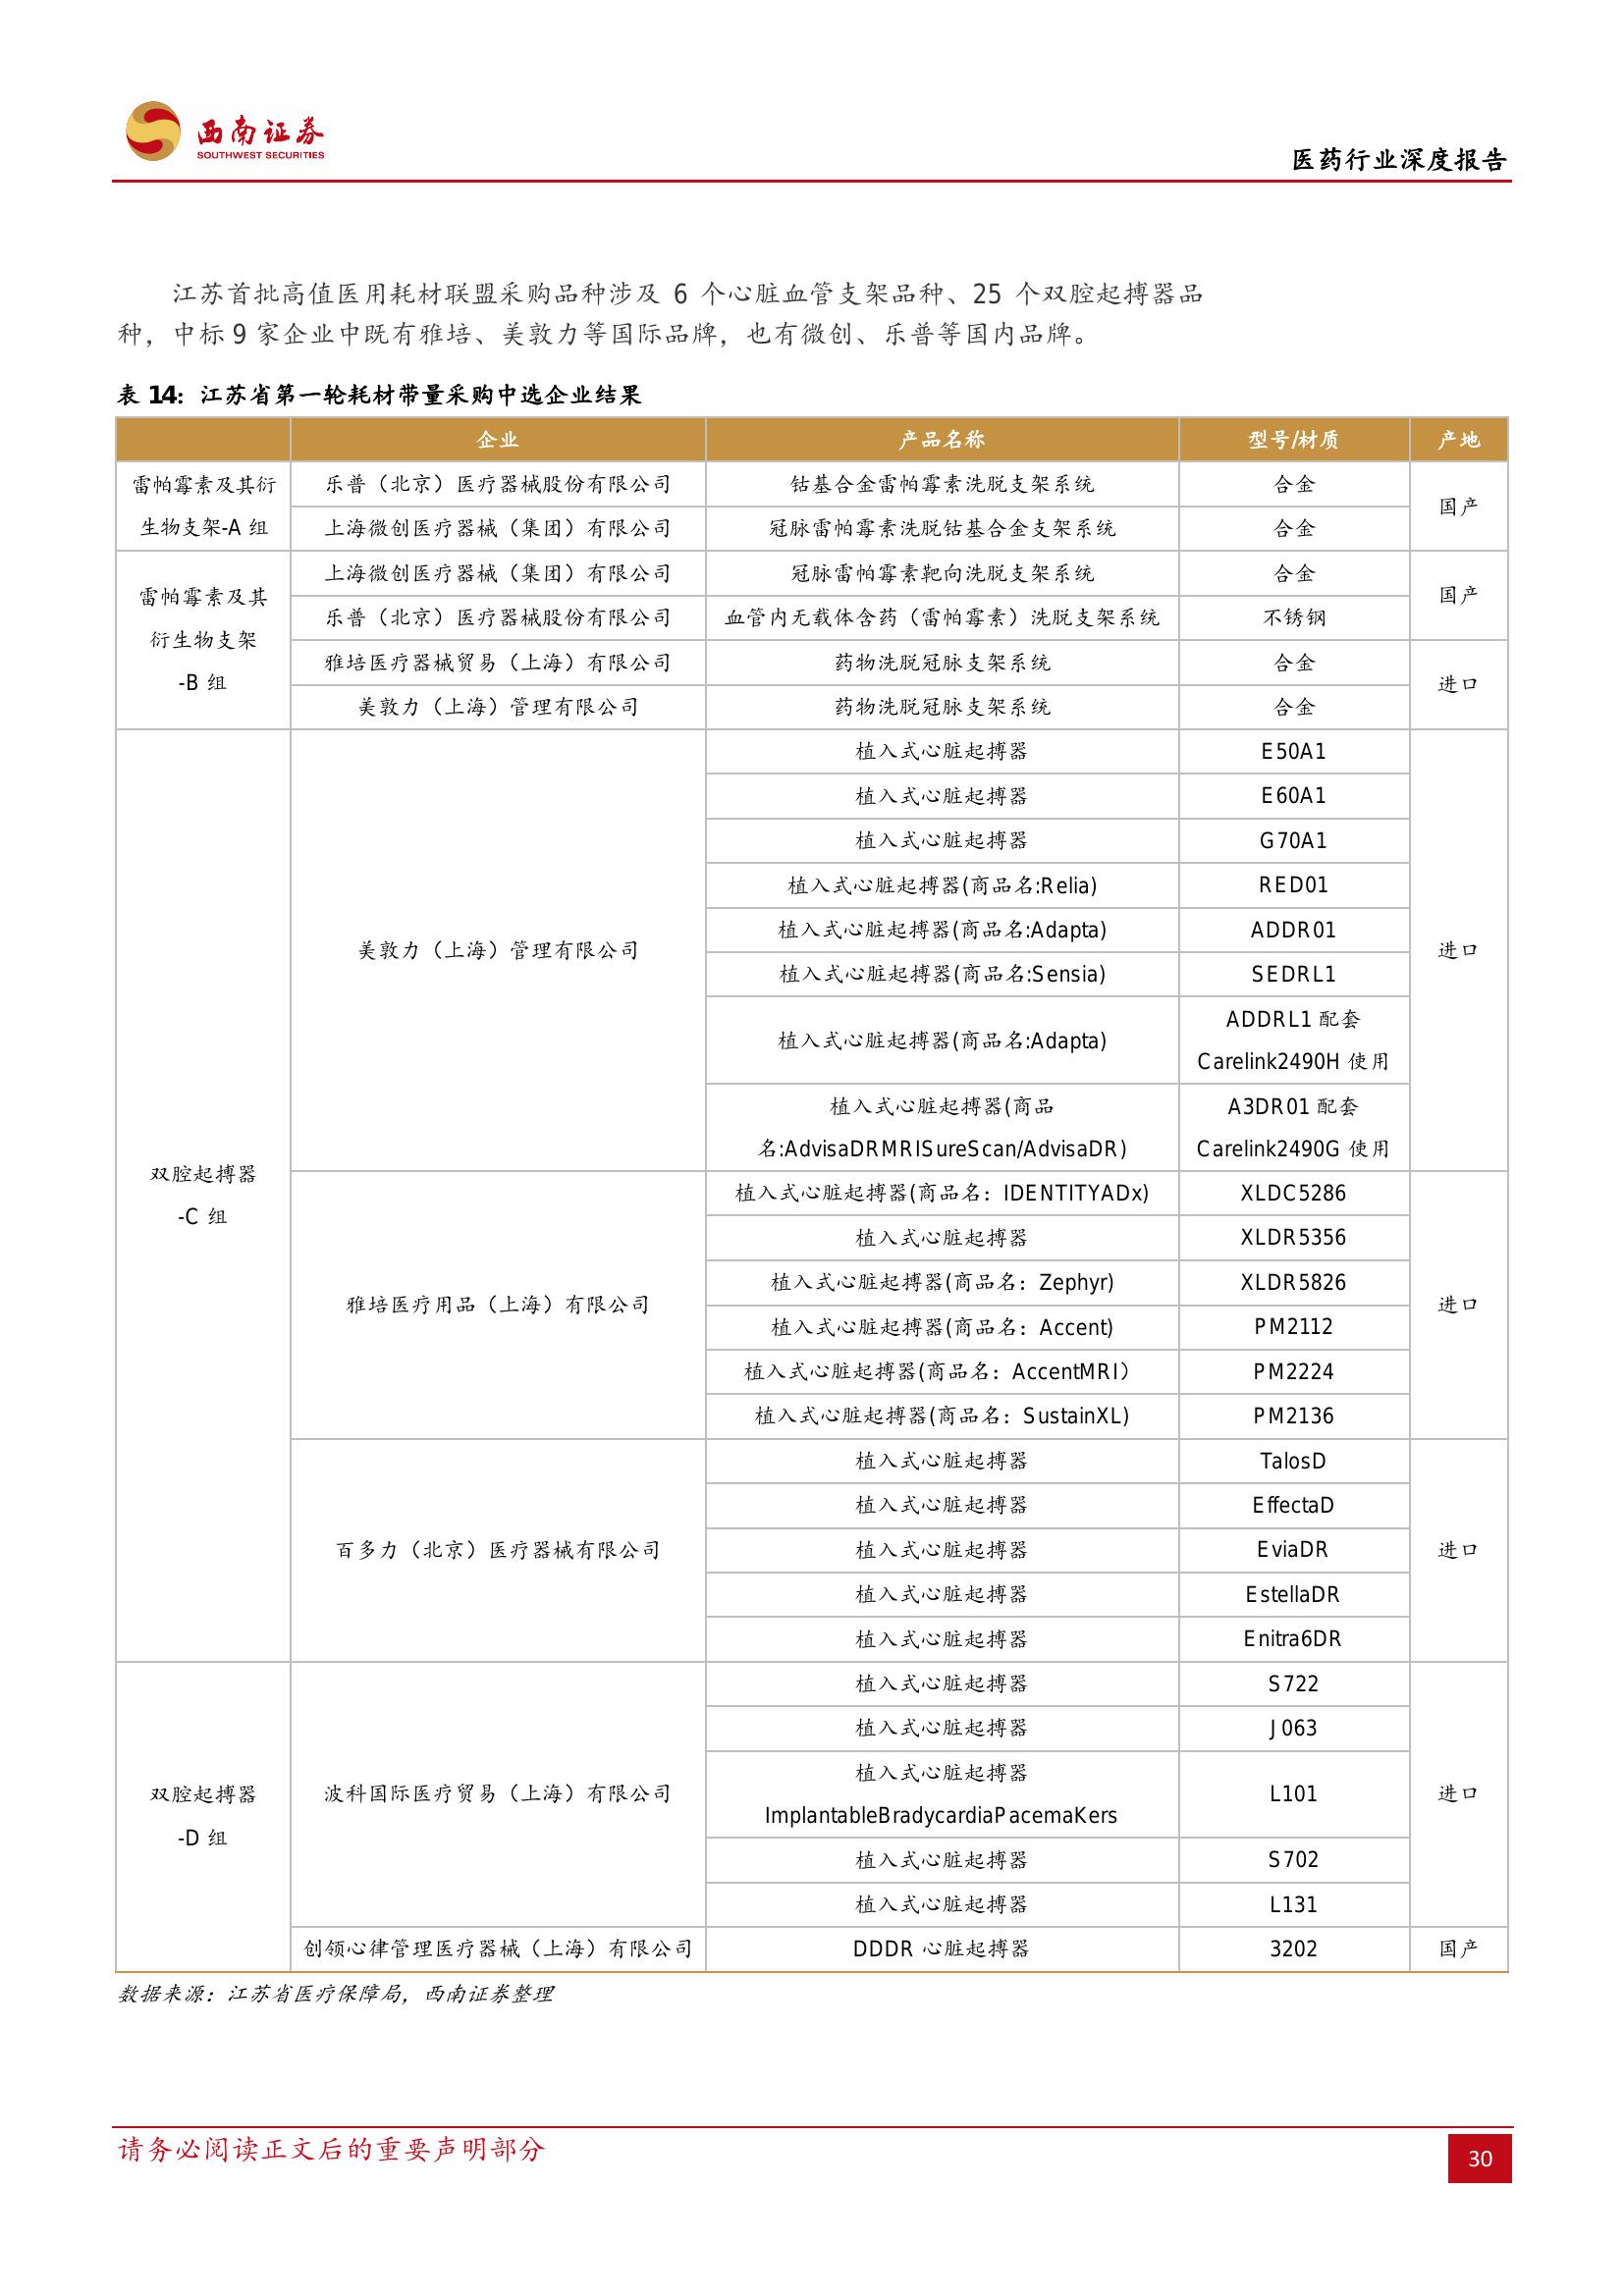 西南证券
SOUTHWEST SECURITIES
医药行业深度报告
江苏首批高值医用耗材联盟采购品种涉及 6 个心脏血管支架品种、25 个双腔起搏器品
种，中标 9 家企业中既有雅培、美敦力等国际品牌，也有微创、乐普等国内品牌。
表 14：江苏省第一轮耗材带量采购中选企业结果
企业 产品名称 型号/材质 产地
雷帕霉素及其衍
生物支架-A 组
乐普（北京）医疗器械股份有限公司 钴基合金雷帕霉素洗脱支架系统 合金
国产
上海微创医疗器械（集团）有限公司 冠脉雷帕霉素洗脱钴基合金支架系统 合金
雷帕霉素及其
衍生物支架
-B 组
上海微创医疗器械（集团）有限公司 冠脉雷帕霉素靶向洗脱支架系统 合金
国产
乐普（北京）医疗器械股份有限公司 血管内无载体含药（雷帕霉素）洗脱支架系统 不锈钢
雅培医疗器械贸易（上海）有限公司 药物洗脱冠脉支架系统 合金
进口
美敦力（上海）管理有限公司 药物洗脱冠脉支架系统 合金
双腔起搏器
-C 组
美敦力（上海）管理有限公司
植入式心脏起搏器 E50A1
植入式心脏起搏器 E60A1
植入式心脏起搏器 G70A1
植入式心脏起搏器(商品名:Relia) RED01
植入式心脏起搏器(商品名:Adapta) ADDR01
进口
植入式心脏起搏器(商品名:Sensia) SEDRL1
植入式心脏起搏器(商品名:Adapta)
ADDRL1 配套
Carelink2490H 使用
植入式心脏起搏器(商品
名:AdvisaDRMRISureScan/AdvisaDR)
A3DR01 配套
Carelink2490G 使用
雅培医疗用品（上海）有限公司
植入式心脏起搏器(商品名：IDENTITYADx) XLDC5286
植入式心脏起搏器 XLDR5356
植入式心脏起搏器(商品名：Zephyr) XLDR5826
进口
植入式心脏起搏器(商品名：Accent) PM2112
植入式心脏起搏器(商品名：AccentMRI） PM2224
植入式心脏起搏器(商品名：SustainXL) PM2136
百多力（北京）医疗器械有限公司
植入式心脏起搏器 TalosD
植入式心脏起搏器 EffectaD
植入式心脏起搏器 EviaDR
进口
植入式心脏起搏器 EstellaDR
植入式心脏起搏器 Enitra6DR
双腔起搏器
-D 组
波科国际医疗贸易（上海）有限公司
植入式心脏起搏器 S722
植入式心脏起搏器 J063
植入式心脏起搏器
ImplantableBradycardiaPacemaKers
L101
进口
植入式心脏起搏器 S702
植入式心脏起搏器 L131
创领心律管理医疗器械（上海）有限公司 DDDR 心脏起搏器 3202 国产
数据来源：江苏省医疗保障局，西南证券整理
请务必阅读正文后的重要声明部分
30